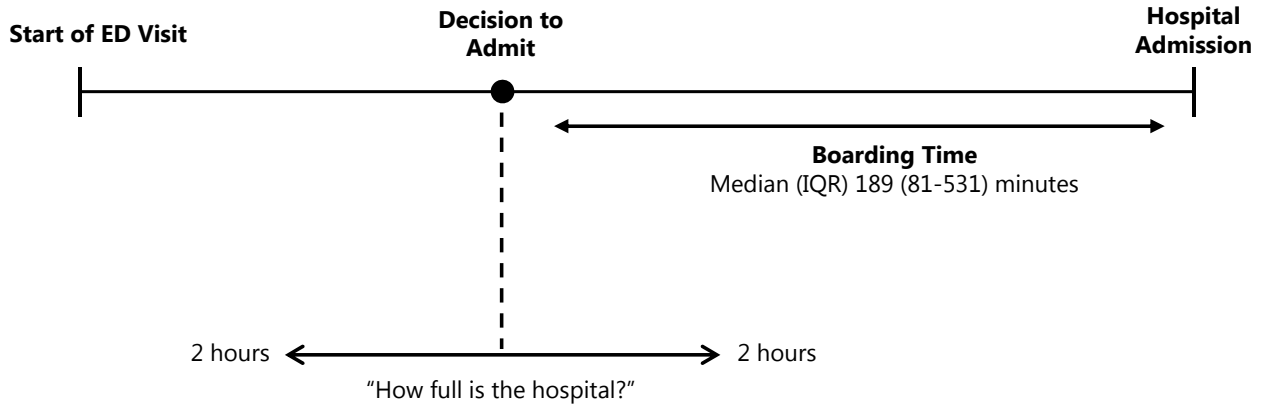 Start of ED Visit
Decision to
Admit
Hospital
Admission
Boarding Time
Median (IQR) 189 (81-531) minutes
2 hours
2 hours
“How full is the hospital?”